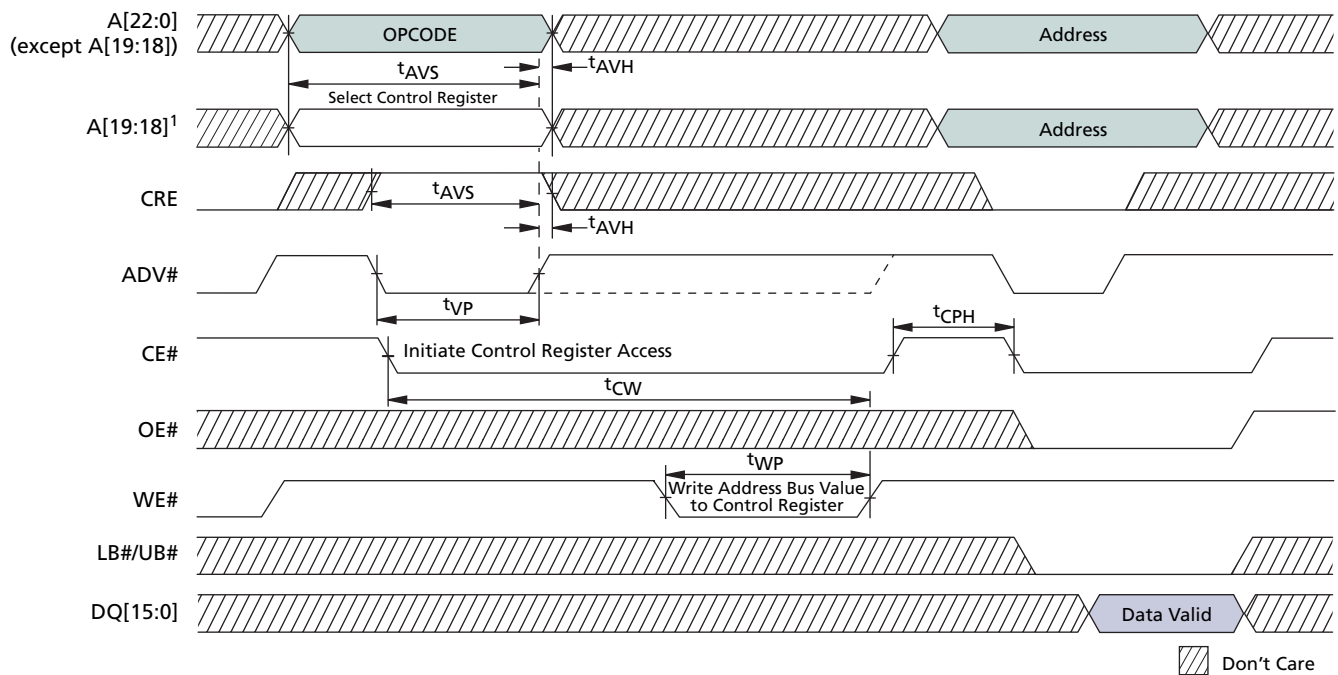 A[22:0]
(except A[19:18])
OPCODE
Address
tAVS
tAVH
Select Control Register
A[19:18]1
Address
CRE
tAVS
tAVH
ADV#
tVP
tCPH
CE#
Initiate Control Register Access
tCW
OE#
tWP
WE#
Write Address Bus Value
to Control Register
LB#/UB#
DQ[15:0]
Data Valid
Don't Care